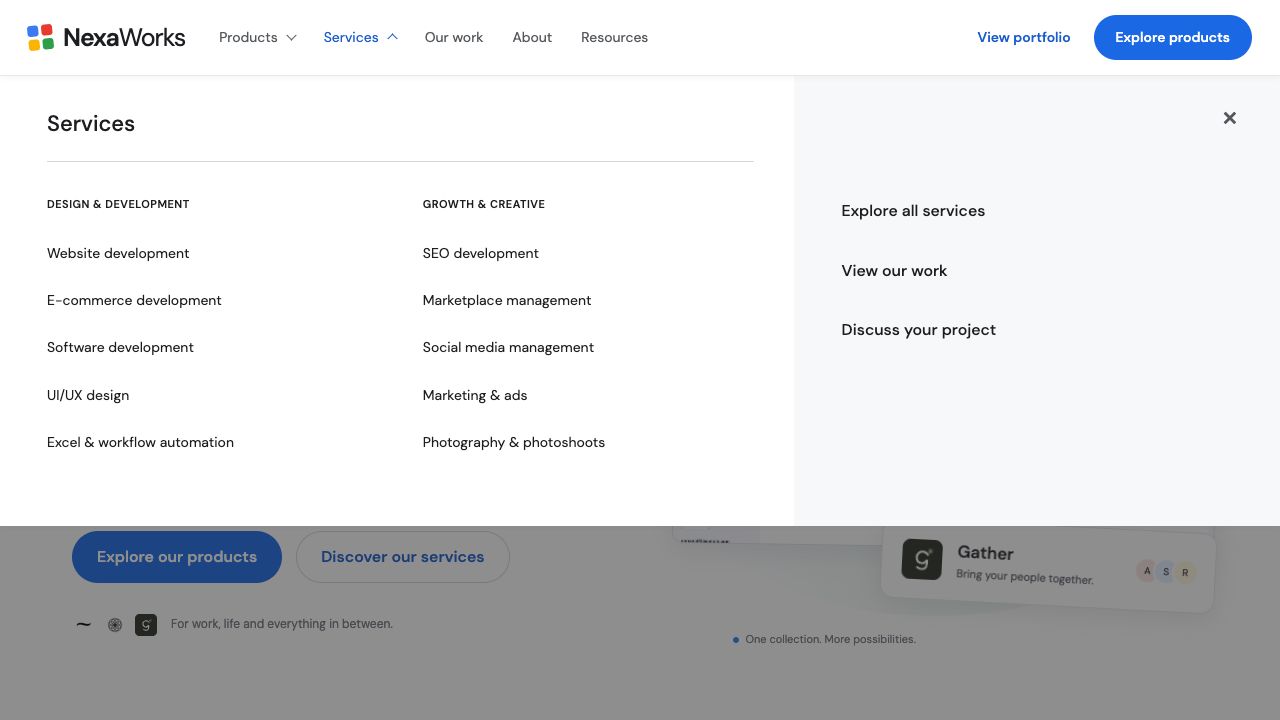 NexaWorks
Products
Services
Our work
About
Resources
View portfolio
Explore products
Services
DESIGN & DEVELOPMENT
Website development
E-commerce development
Software development
UI/UX design
Excel & workflow automation
GROWTH & CREATIVE
SEO development
Marketplace management
Social media management
Marketing & ads
Photography & photoshoots
Explore all services
View our work
Discuss your project
Explore our products
Discover our services
For work, life and everything in between.
g
Gather
Bring your people together.
A
S
R
One collection. More possibilities.